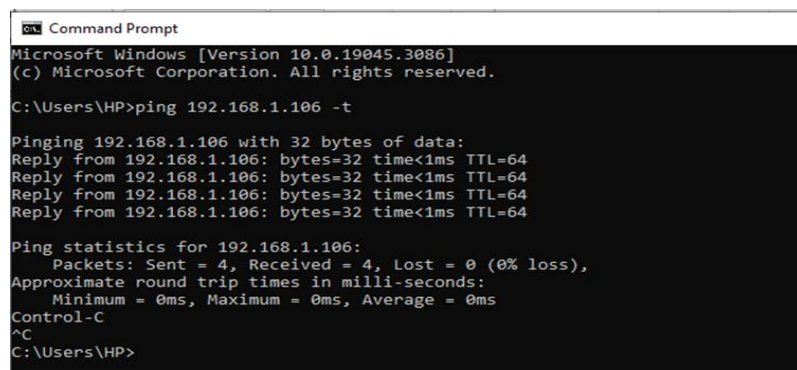 Command Prompt
Microsoft Windows [Version 10.0.19045.3086]
(c) Microsoft Corporation. All rights reserved.
C:\Users\HP>ping 192.168.1.106 -t
Pinging 192.168.1.106 with 32 bytes of data:
Reply from 192.168.1.106: bytes=32 time<1ms TTL=64
Reply from 192.168.1.106: bytes=32 time<1ms TTL=64
Reply from 192.168.1.106: bytes=32 time<1ms TTL=64
Reply from 192.168.1.106: bytes=32 time<1ms TTL=64
Ping statistics for 192.168.1.106:
    Packets: Sent = 4, Received = 4, Lost = 0 (0% loss),
Approximate round trip times in milli-seconds:
    Minimum = 0ms, Maximum = 0ms, Average = 0ms
Control-C
^C
C:\Users\HP>